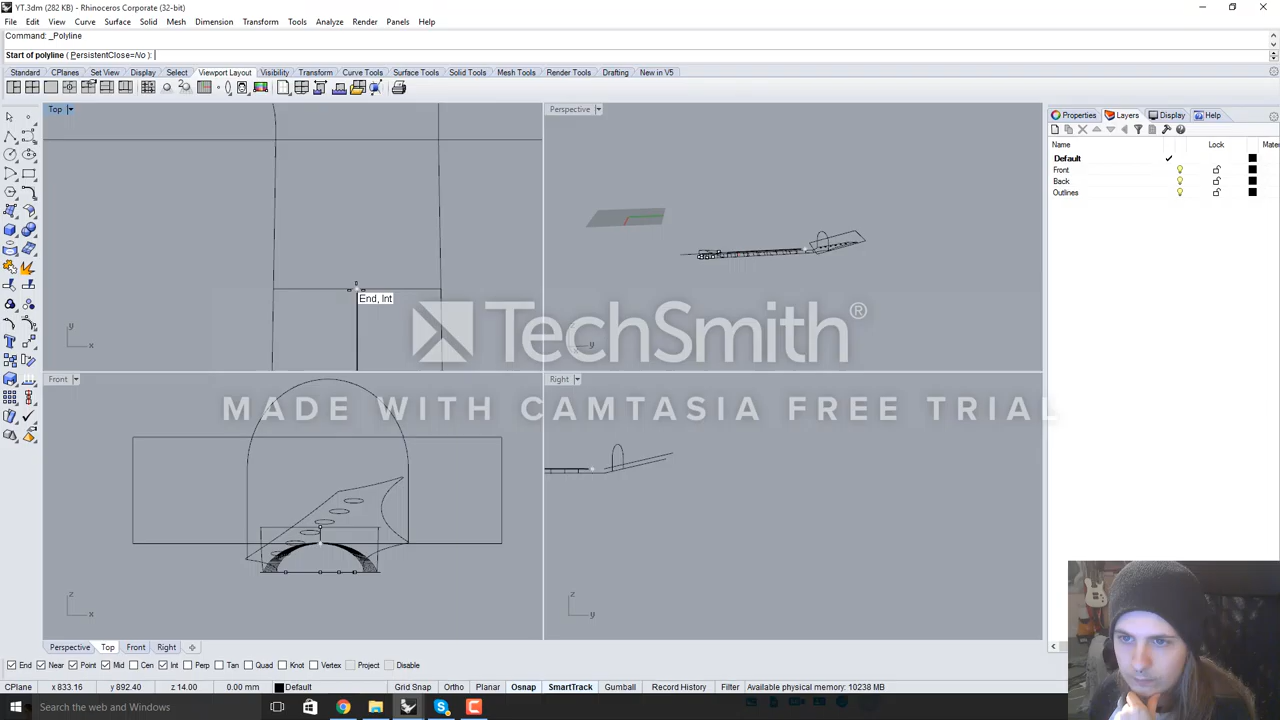 YT.3dm (282 KB) - Rhinoceros Corporate (32-bit)
File Edit View Curve Surface Solid Mesh Dimension Transform Tools Analyze Render Panels Help
Command: _Polyline
Start of polyline ( PersistentClose=No ):
Standard CPlanes Set View Display Select Viewport Layout Visibility Transform Curve Tools Surface Tools Solid Tools Mesh Tools Render Tools Drafting New in V5
Top
Perspective
Properties Layers Display Help
Name Lock Mater
Default
Front
Back
Outlines
End, Int
y
x
y
TechSmith®
MADE WITH CAMTASIA FREE TRIAL
Front
Right
z
x
z
y
Perspective Top Front Right
End Near Point Mid Cen Int Perp Tan Quad Knot Vertex Project Disable
CPlane x 833.16 y 892.40 z 14.00 0.00 mm Default Grid Snap Ortho Planar Osnap SmartTrack Gumball Record History Filter Available physical memory: 10238 MB
Search the web and Windows